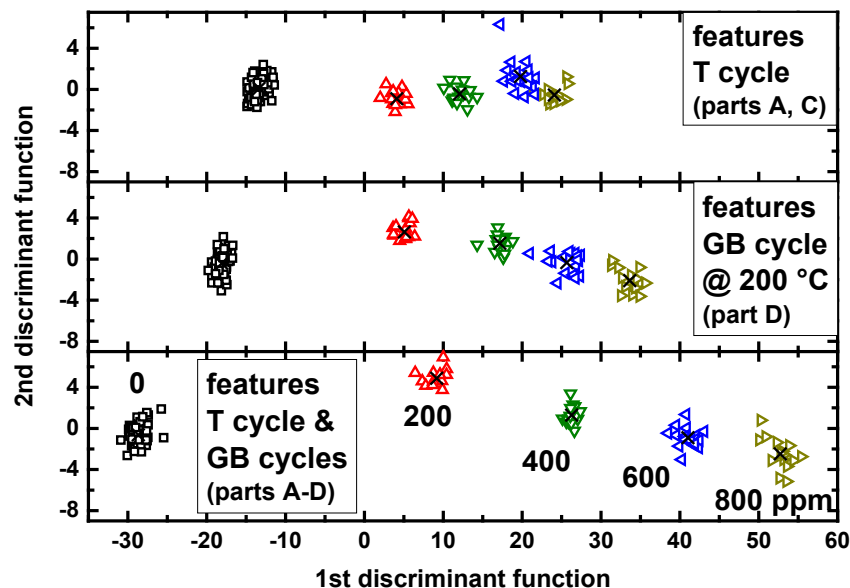 2nd discriminant function
4
0
-4
-8
features
T cycle
(parts A, C)
4
0
-4
-8
features
GB cycle
@ 200 °C
(part D)
4
0
-4
-8
0
features
T cycle &
GB cycles
(parts A-D)
200
400
600
800 ppm
-30 -20 -10 0 10 20 30 40 50 60
1st discriminant function